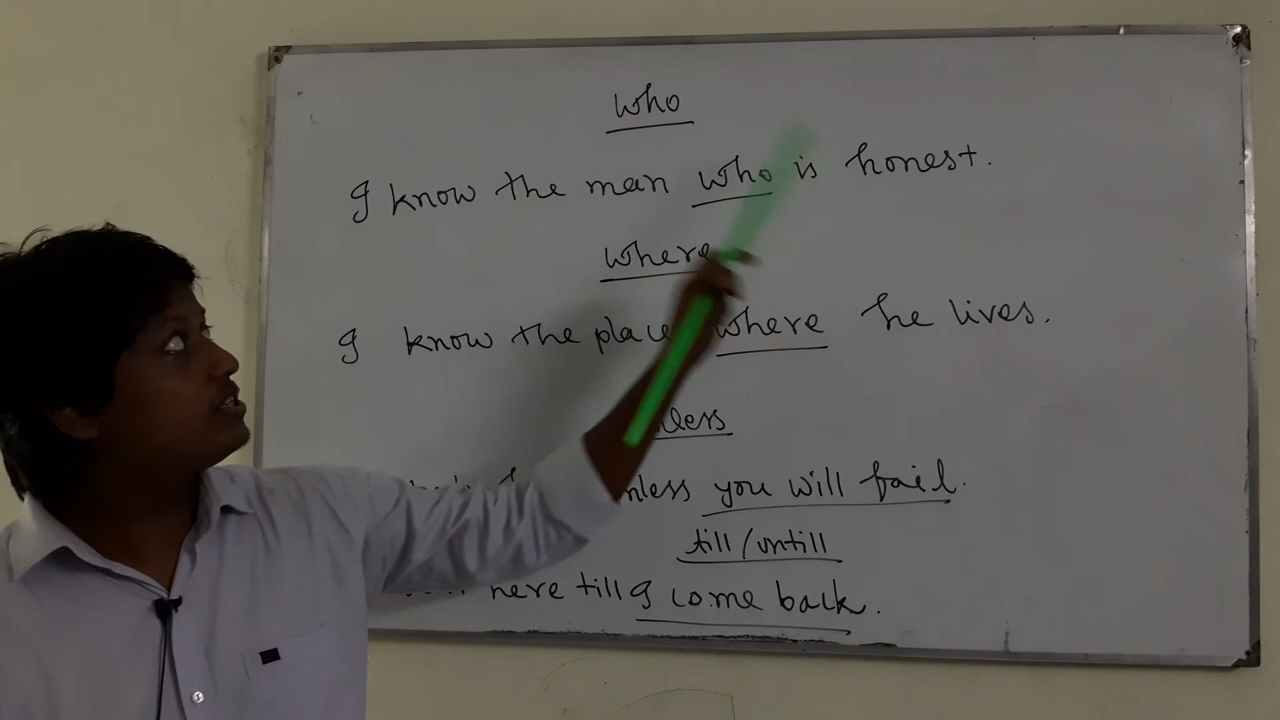 who
I know the man who is honest.
where
I know the place where he lives.
you will fail.
till/untill
here till I come back.